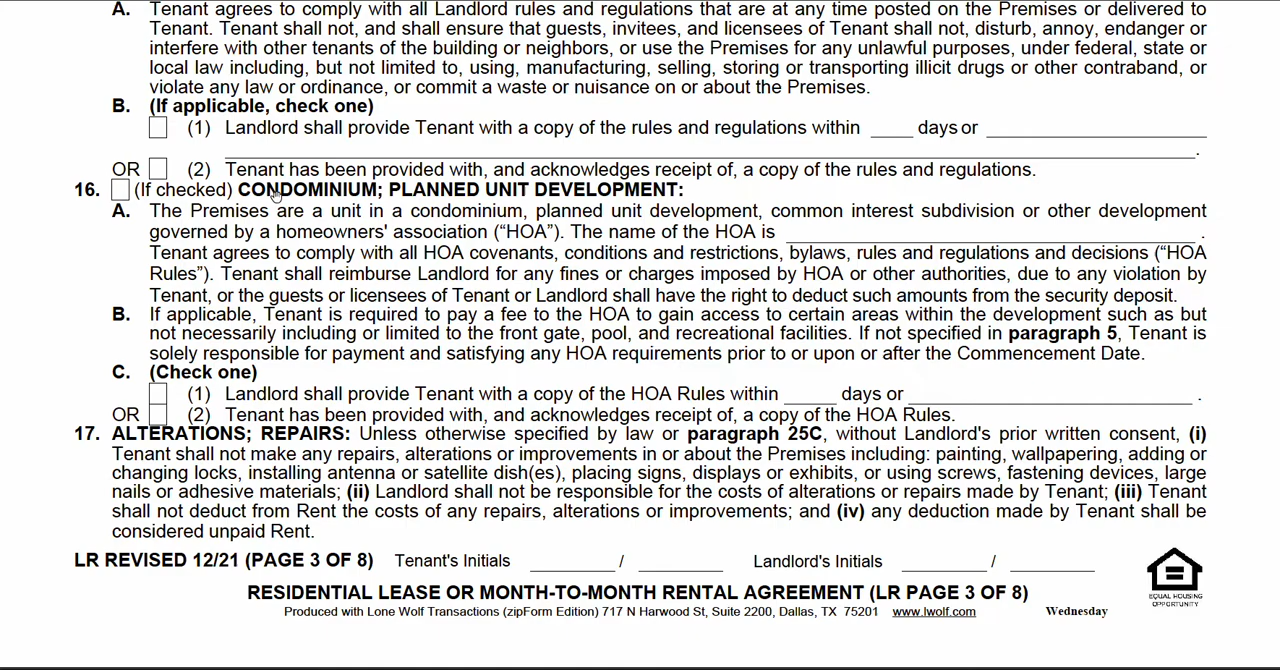 A. Tenant agrees to comply with all Landlord rules and regulations that are at any time posted on the Premises or delivered to
Tenant. Tenant shall not, and shall ensure that guests, invitees, and licensees of Tenant shall not, disturb, annoy, endanger or
interfere with other tenants of the building or neighbors, or use the Premises for any unlawful purposes, under federal, state or
local law including, but not limited to, using, manufacturing, selling, storing or transporting illicit drugs or other contraband, or
violate any law or ordinance, or commit a waste or nuisance on or about the Premises.
B. (If applicable, check one)
(1) Landlord shall provide Tenant with a copy of the rules and regulations within ____ days or ____________________
____________________.
OR (2) Tenant has been provided with, and acknowledges receipt of, a copy of the rules and regulations.
16. (If checked) CONDOMINIUM; PLANNED UNIT DEVELOPMENT:
A. The Premises are a unit in a condominium, planned unit development, common interest subdivision or other development
governed by a homeowners' association (“HOA”). The name of the HOA is ____________________ .
Tenant agrees to comply with all HOA covenants, conditions and restrictions, bylaws, rules and regulations and decisions (“HOA
Rules”). Tenant shall reimburse Landlord for any fines or charges imposed by HOA or other authorities, due to any violation by
Tenant, or the guests or licensees of Tenant or Landlord shall have the right to deduct such amounts from the security deposit.
B. If applicable, Tenant is required to pay a fee to the HOA to gain access to certain areas within the development such as but
not necessarily including or limited to the front gate, pool, and recreational facilities. If not specified in paragraph 5, Tenant is
solely responsible for payment and satisfying any HOA requirements prior to or upon or after the Commencement Date.
C. (Check one)
(1) Landlord shall provide Tenant with a copy of the HOA Rules within _____ days or ____________________ .
OR (2) Tenant has been provided with, and acknowledges receipt of, a copy of the HOA Rules.
17. ALTERATIONS; REPAIRS: Unless otherwise specified by law or paragraph 25C, without Landlord's prior written consent, (i)
Tenant shall not make any repairs, alterations or improvements in or about the Premises including: painting, wallpapering, adding or
changing locks, installing antenna or satellite dish(es), placing signs, displays or exhibits, or using screws, fastening devices, large
nails or adhesive materials; (ii) Landlord shall not be responsible for the costs of alterations or repairs made by Tenant; (iii) Tenant
shall not deduct from Rent the costs of any repairs, alterations or improvements; and (iv) any deduction made by Tenant shall be
considered unpaid Rent.
LR REVISED 12/21 (PAGE 3 OF 8) Tenant's Initials ________ / ________ Landlord's Initials ________ / ________
EQUAL HOUSING
OPPORTUNITY
RESIDENTIAL LEASE OR MONTH-TO-MONTH RENTAL AGREEMENT (LR PAGE 3 OF 8)
Produced with Lone Wolf Transactions (zipForm Edition) 717 N Harwood St, Suite 2200, Dallas, TX 75201 www.lwolf.com Wednesday